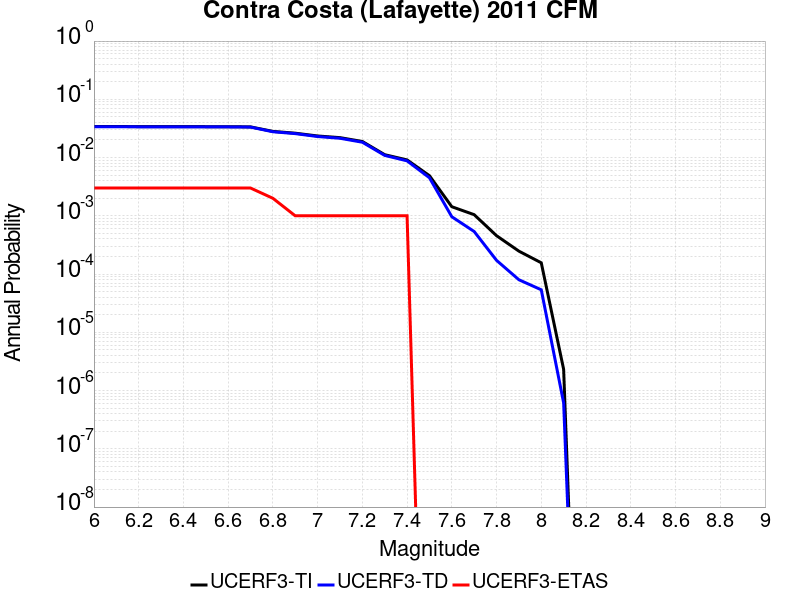 Contra Costa (Lafayette) 2011 CFM
10^0
10^-1
10^-2
10^-3
10^-4
10^-5
10^-6
10^-7
10^-8
Annual Probability
6 6.2 6.4 6.6 6.8 7 7.2 7.4 7.6 7.8 8 8.2 8.4 8.6 8.8 9
Magnitude
UCERF3-TI UCERF3-TD UCERF3-ETAS